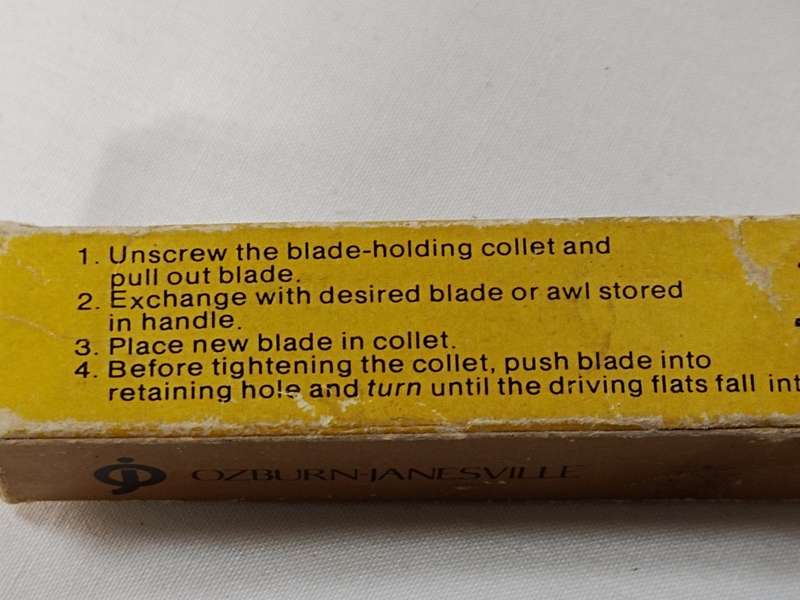 1. Unscrew the blade-holding collet and
pull out blade.
2. Exchange with desired blade or awl stored
in handle.
3. Place new blade in collet.
4. Before tightening the collet, push blade into
retaining hole and turn until the driving flats fall int
OZBURN-JANESVILLE